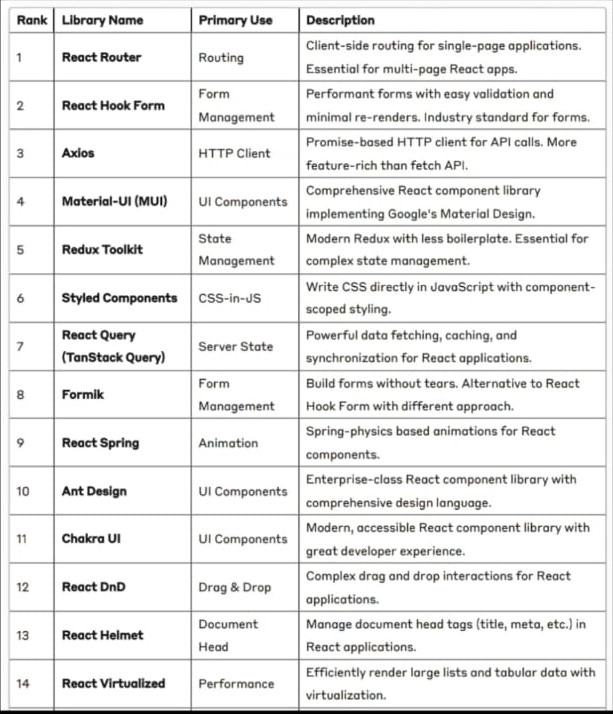 Rank Library Name Primary Use Description
1 React Router Routing Client-side routing for single-page applications.
Essential for multi-page React apps.
2 React Hook Form Form
Management Performant forms with easy validation and
minimal re-renders. Industry standard for forms.
3 Axios HTTP Client Promise-based HTTP client for API calls. More
feature-rich than fetch API.
4 Material-UI (MUI) UI Components Comprehensive React component library
implementing Google's Material Design.
5 Redux Toolkit State
Management Modern Redux with less boilerplate. Essential for
complex state management.
6 Styled Components CSS-in-JS Write CSS directly in JavaScript with component-
scoped styling.
7 React Query
(TanStack Query) Server State Powerful data fetching, caching, and
synchronization for React applications.
8 Formik Form
Management Build forms without tears. Alternative to React
Hook Form with different approach.
9 React Spring Animation Spring-physics based animations for React
components.
10 Ant Design UI Components Enterprise-class React component library with
comprehensive design language.
11 Chakra UI UI Components Modern, accessible React component library with
great developer experience.
12 React DnD Drag & Drop Complex drag and drop interactions for React
applications.
13 React Helmet Document
Head Manage document head tags (title, meta, etc.) in
React applications.
14 React Virtualized Performance Efficiently render large lists and tabular data with
virtualization.